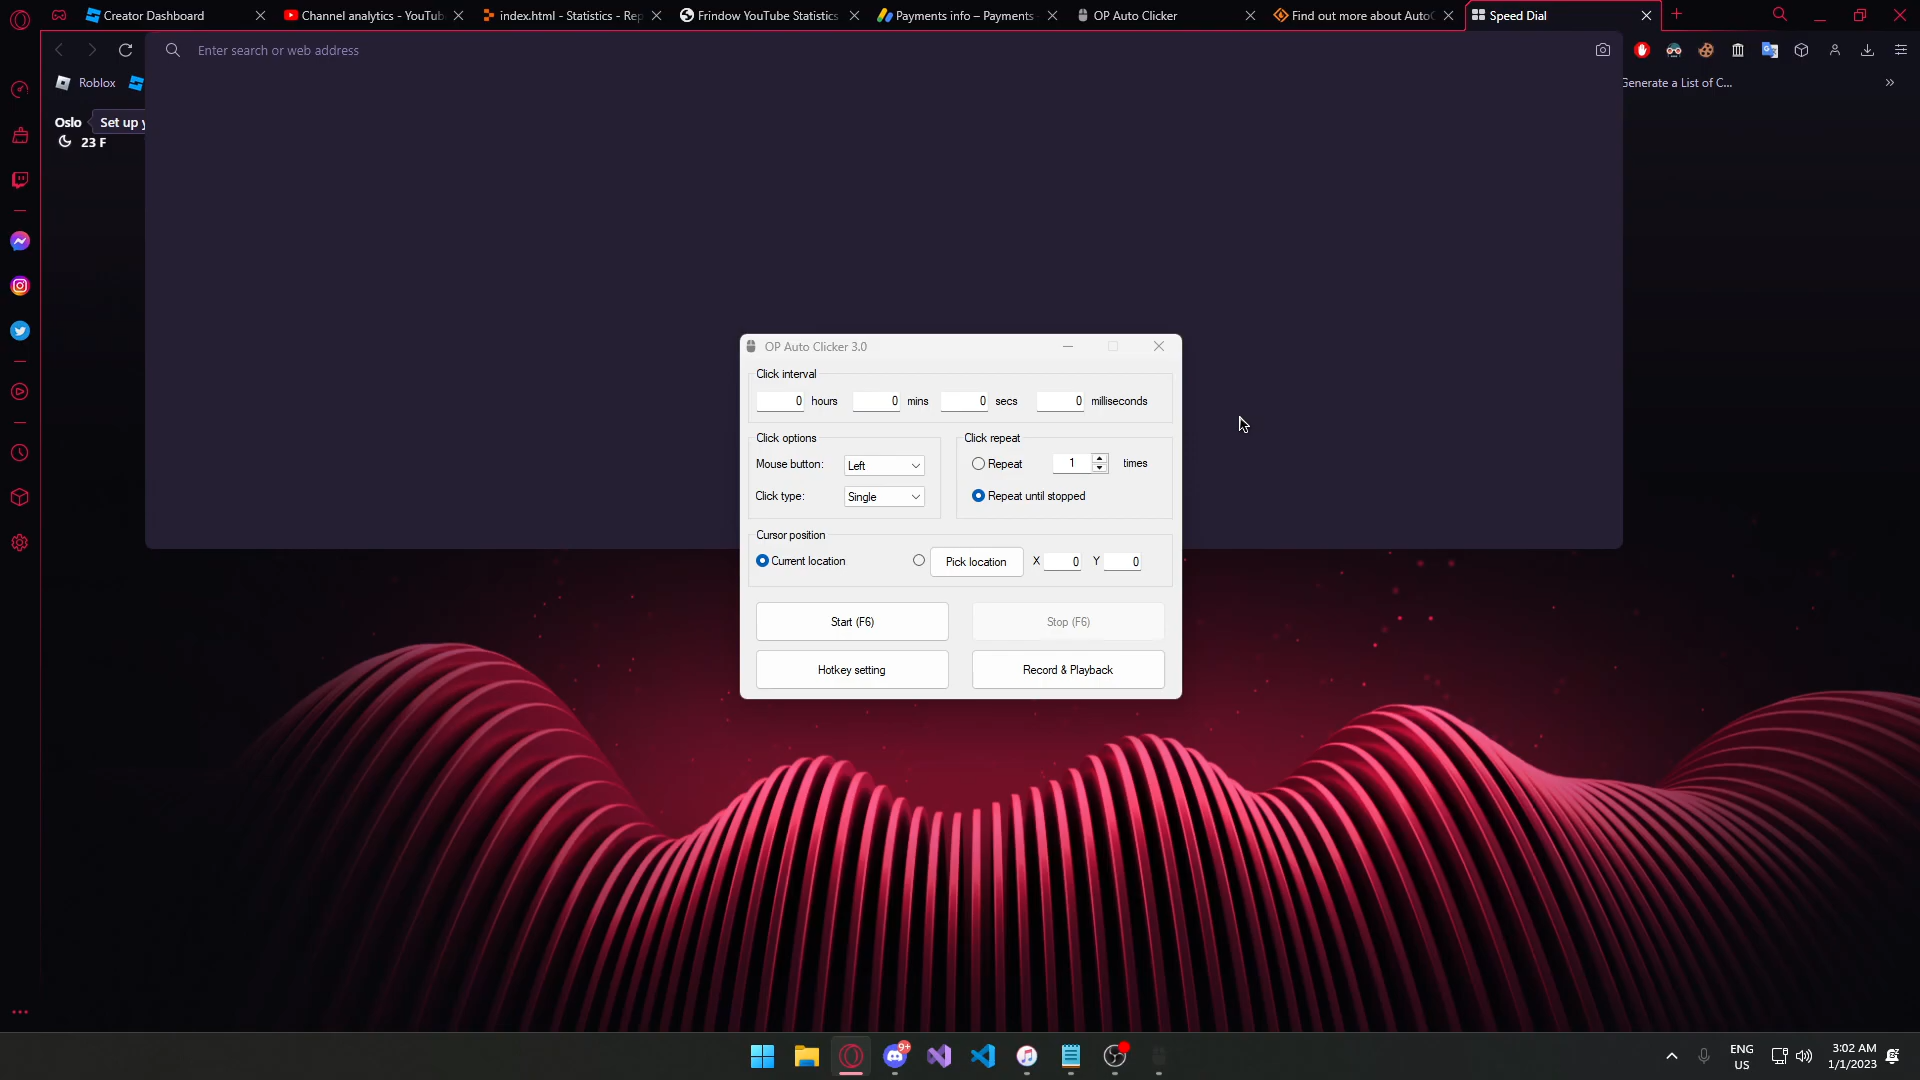 Creator Dashboard
Channel analytics - YouTub
index.html - Statistics - Rep
Frindow YouTube Statistics
Payments info – Payments
OP Auto Clicker
Find out more about AutoC
Speed Dial
Enter search or web address
Roblox
Generate a List of C...
Oslo
Set up y
23 F
OP Auto Clicker 3.0
Click interval
0 hours 0 mins 0 secs 0 milliseconds
Click options
Mouse button: Left
Click type: Single
Click repeat
Repeat 1 times
Repeat until stopped
Cursor position
Current location Pick location X 0 Y 0
Start (F6) Stop (F6)
Hotkey setting Record & Playback
9+
ENG
US
3:02 AM
1/1/2023